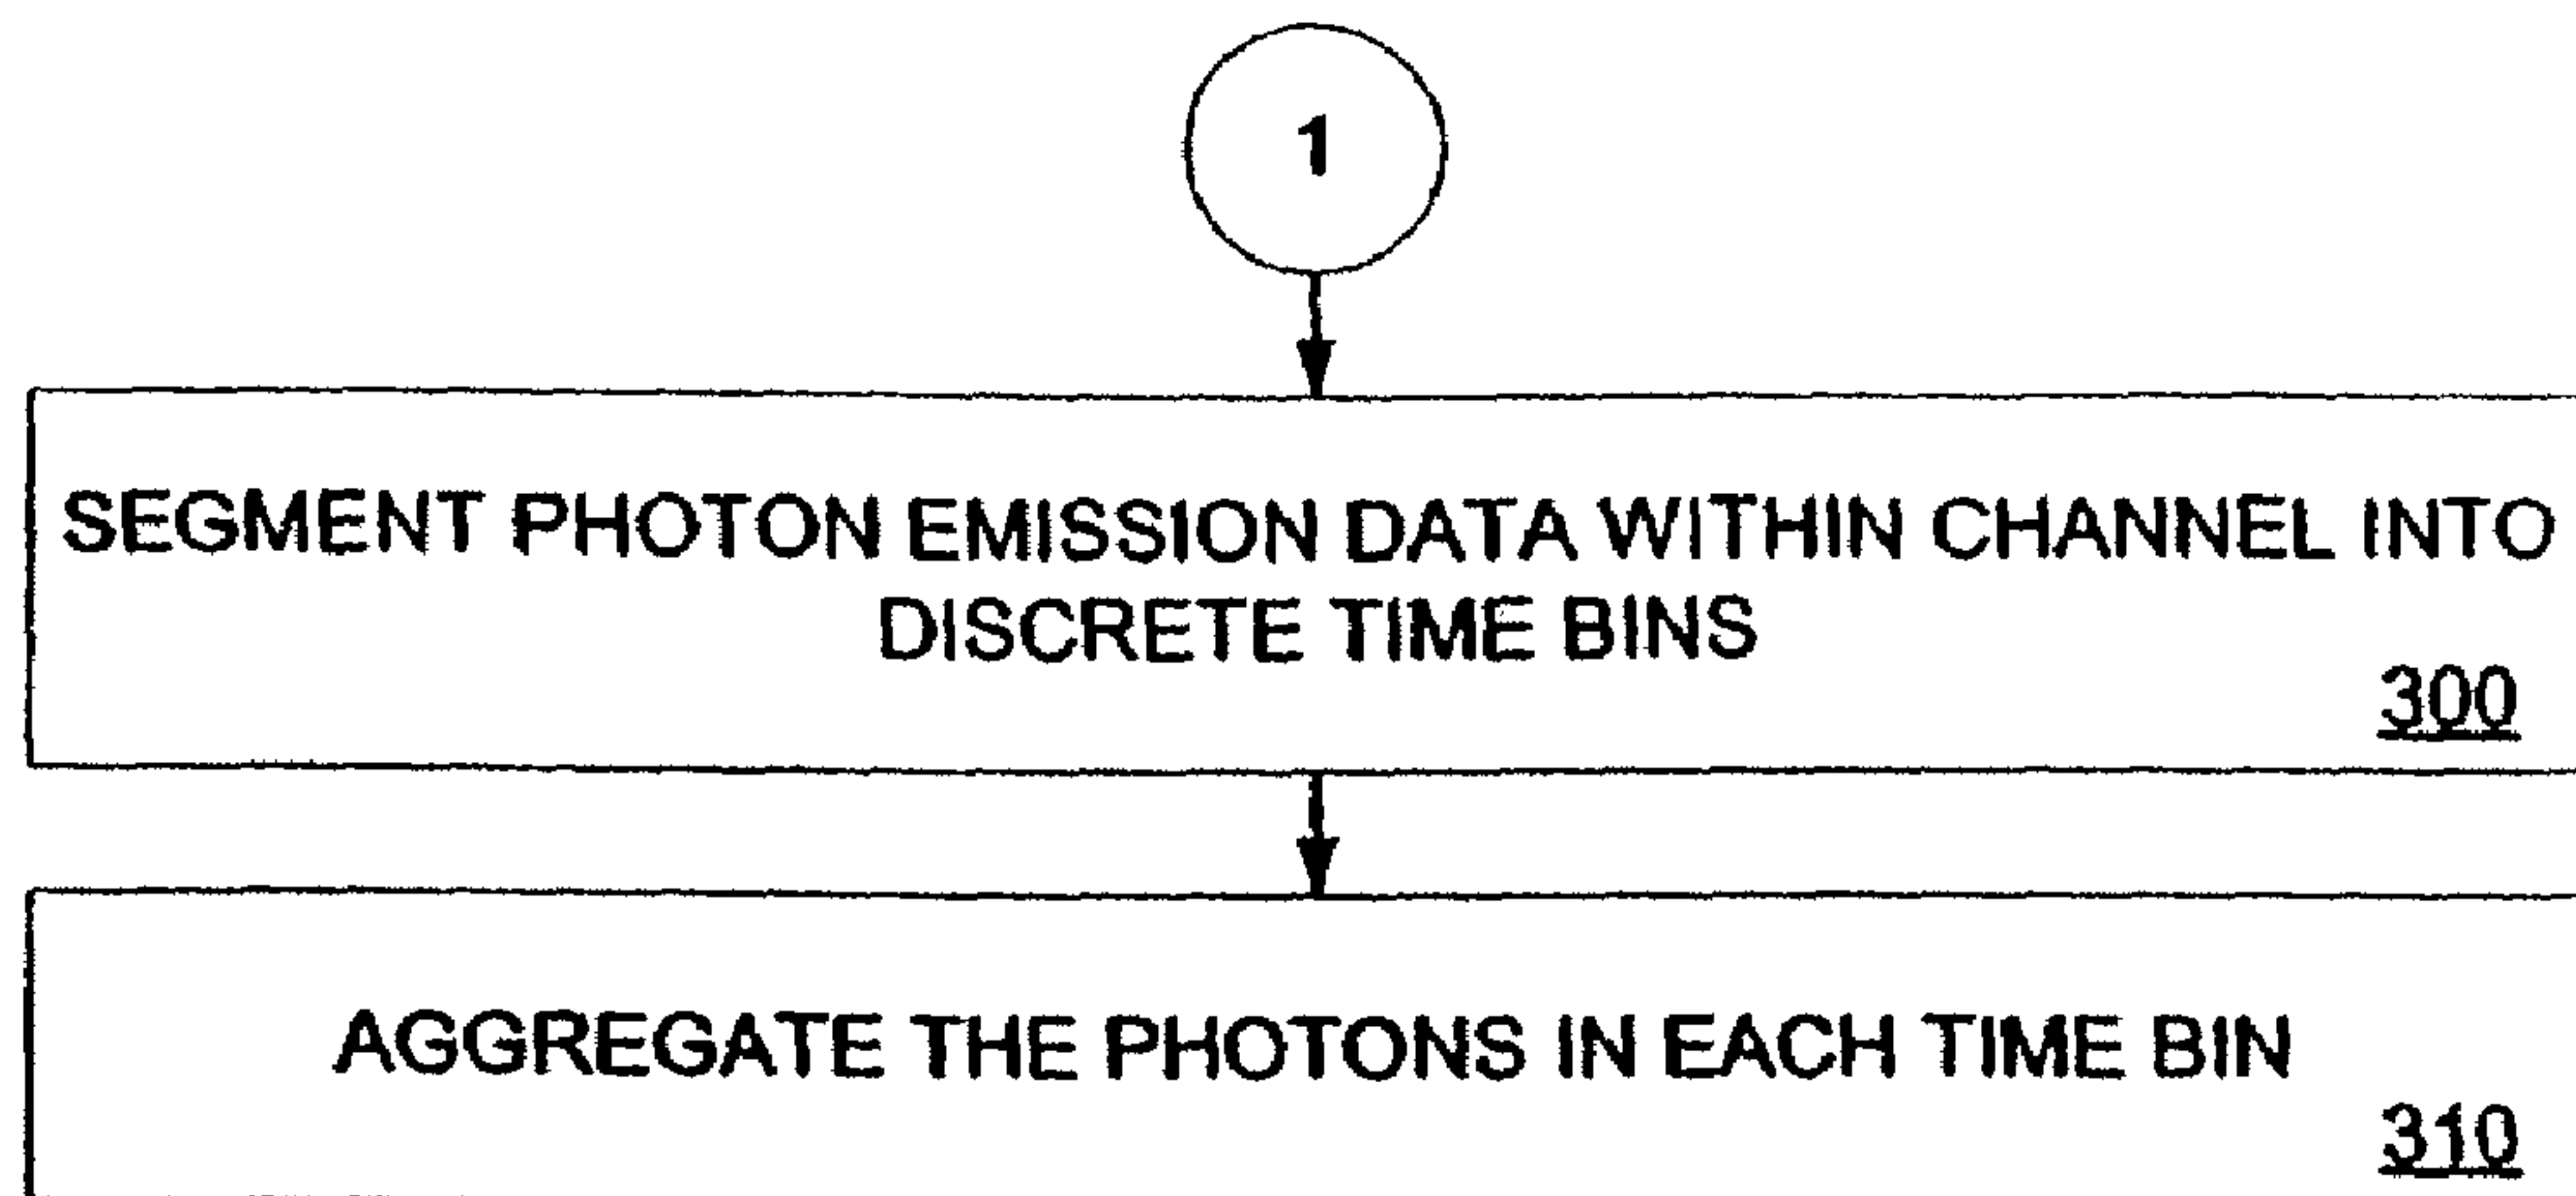 1
SEGMENT PHOTON EMISSION DATA WITHIN CHANNEL INTO
DISCRETE TIME BINS
300
AGGREGATE THE PHOTONS IN EACH TIME BIN
310